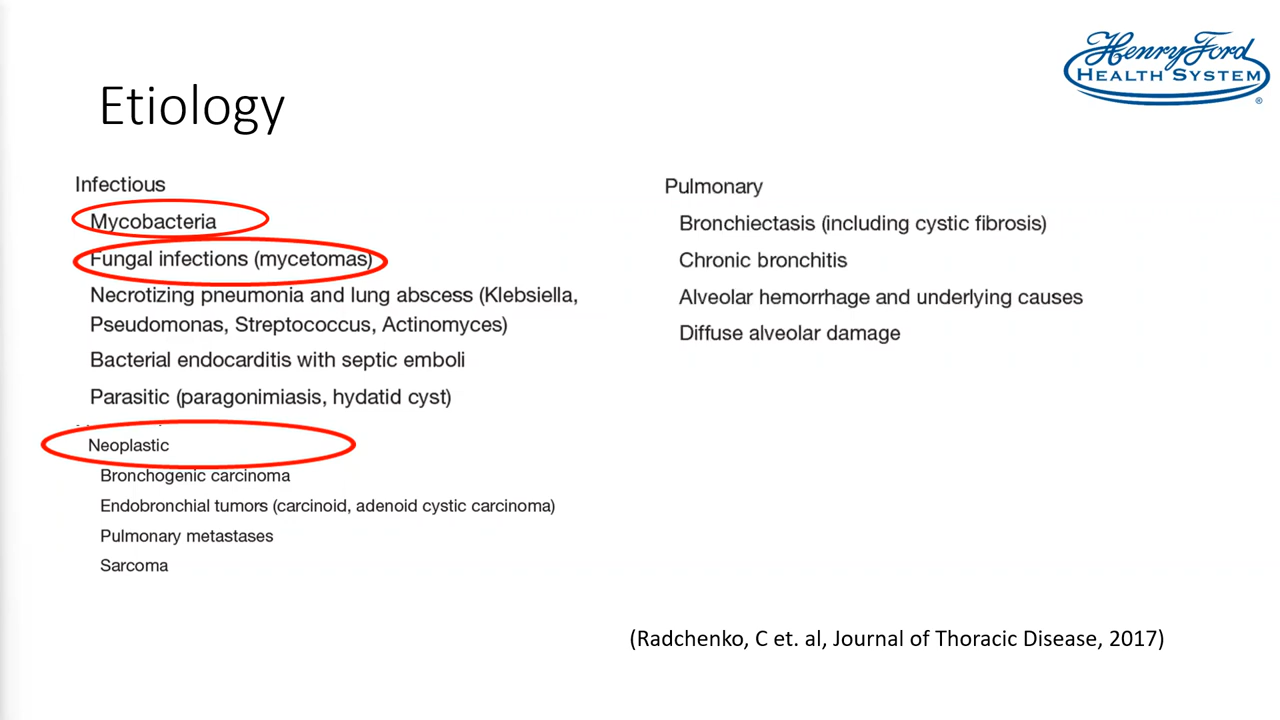 Henry Ford
HEALTH SYSTEM
®
Etiology
Infectious
Mycobacteria
Fungal infections (mycetomas)
Necrotizing pneumonia and lung abscess (Klebsiella,
Pseudomonas, Streptococcus, Actinomyces)
Bacterial endocarditis with septic emboli
Parasitic (paragonimiasis, hydatid cyst)
Neoplastic
Bronchogenic carcinoma
Endobronchial tumors (carcinoid, adenoid cystic carcinoma)
Pulmonary metastases
Sarcoma
Pulmonary
Bronchiectasis (including cystic fibrosis)
Chronic bronchitis
Alveolar hemorrhage and underlying causes
Diffuse alveolar damage
(Radchenko, C et. al, Journal of Thoracic Disease, 2017)